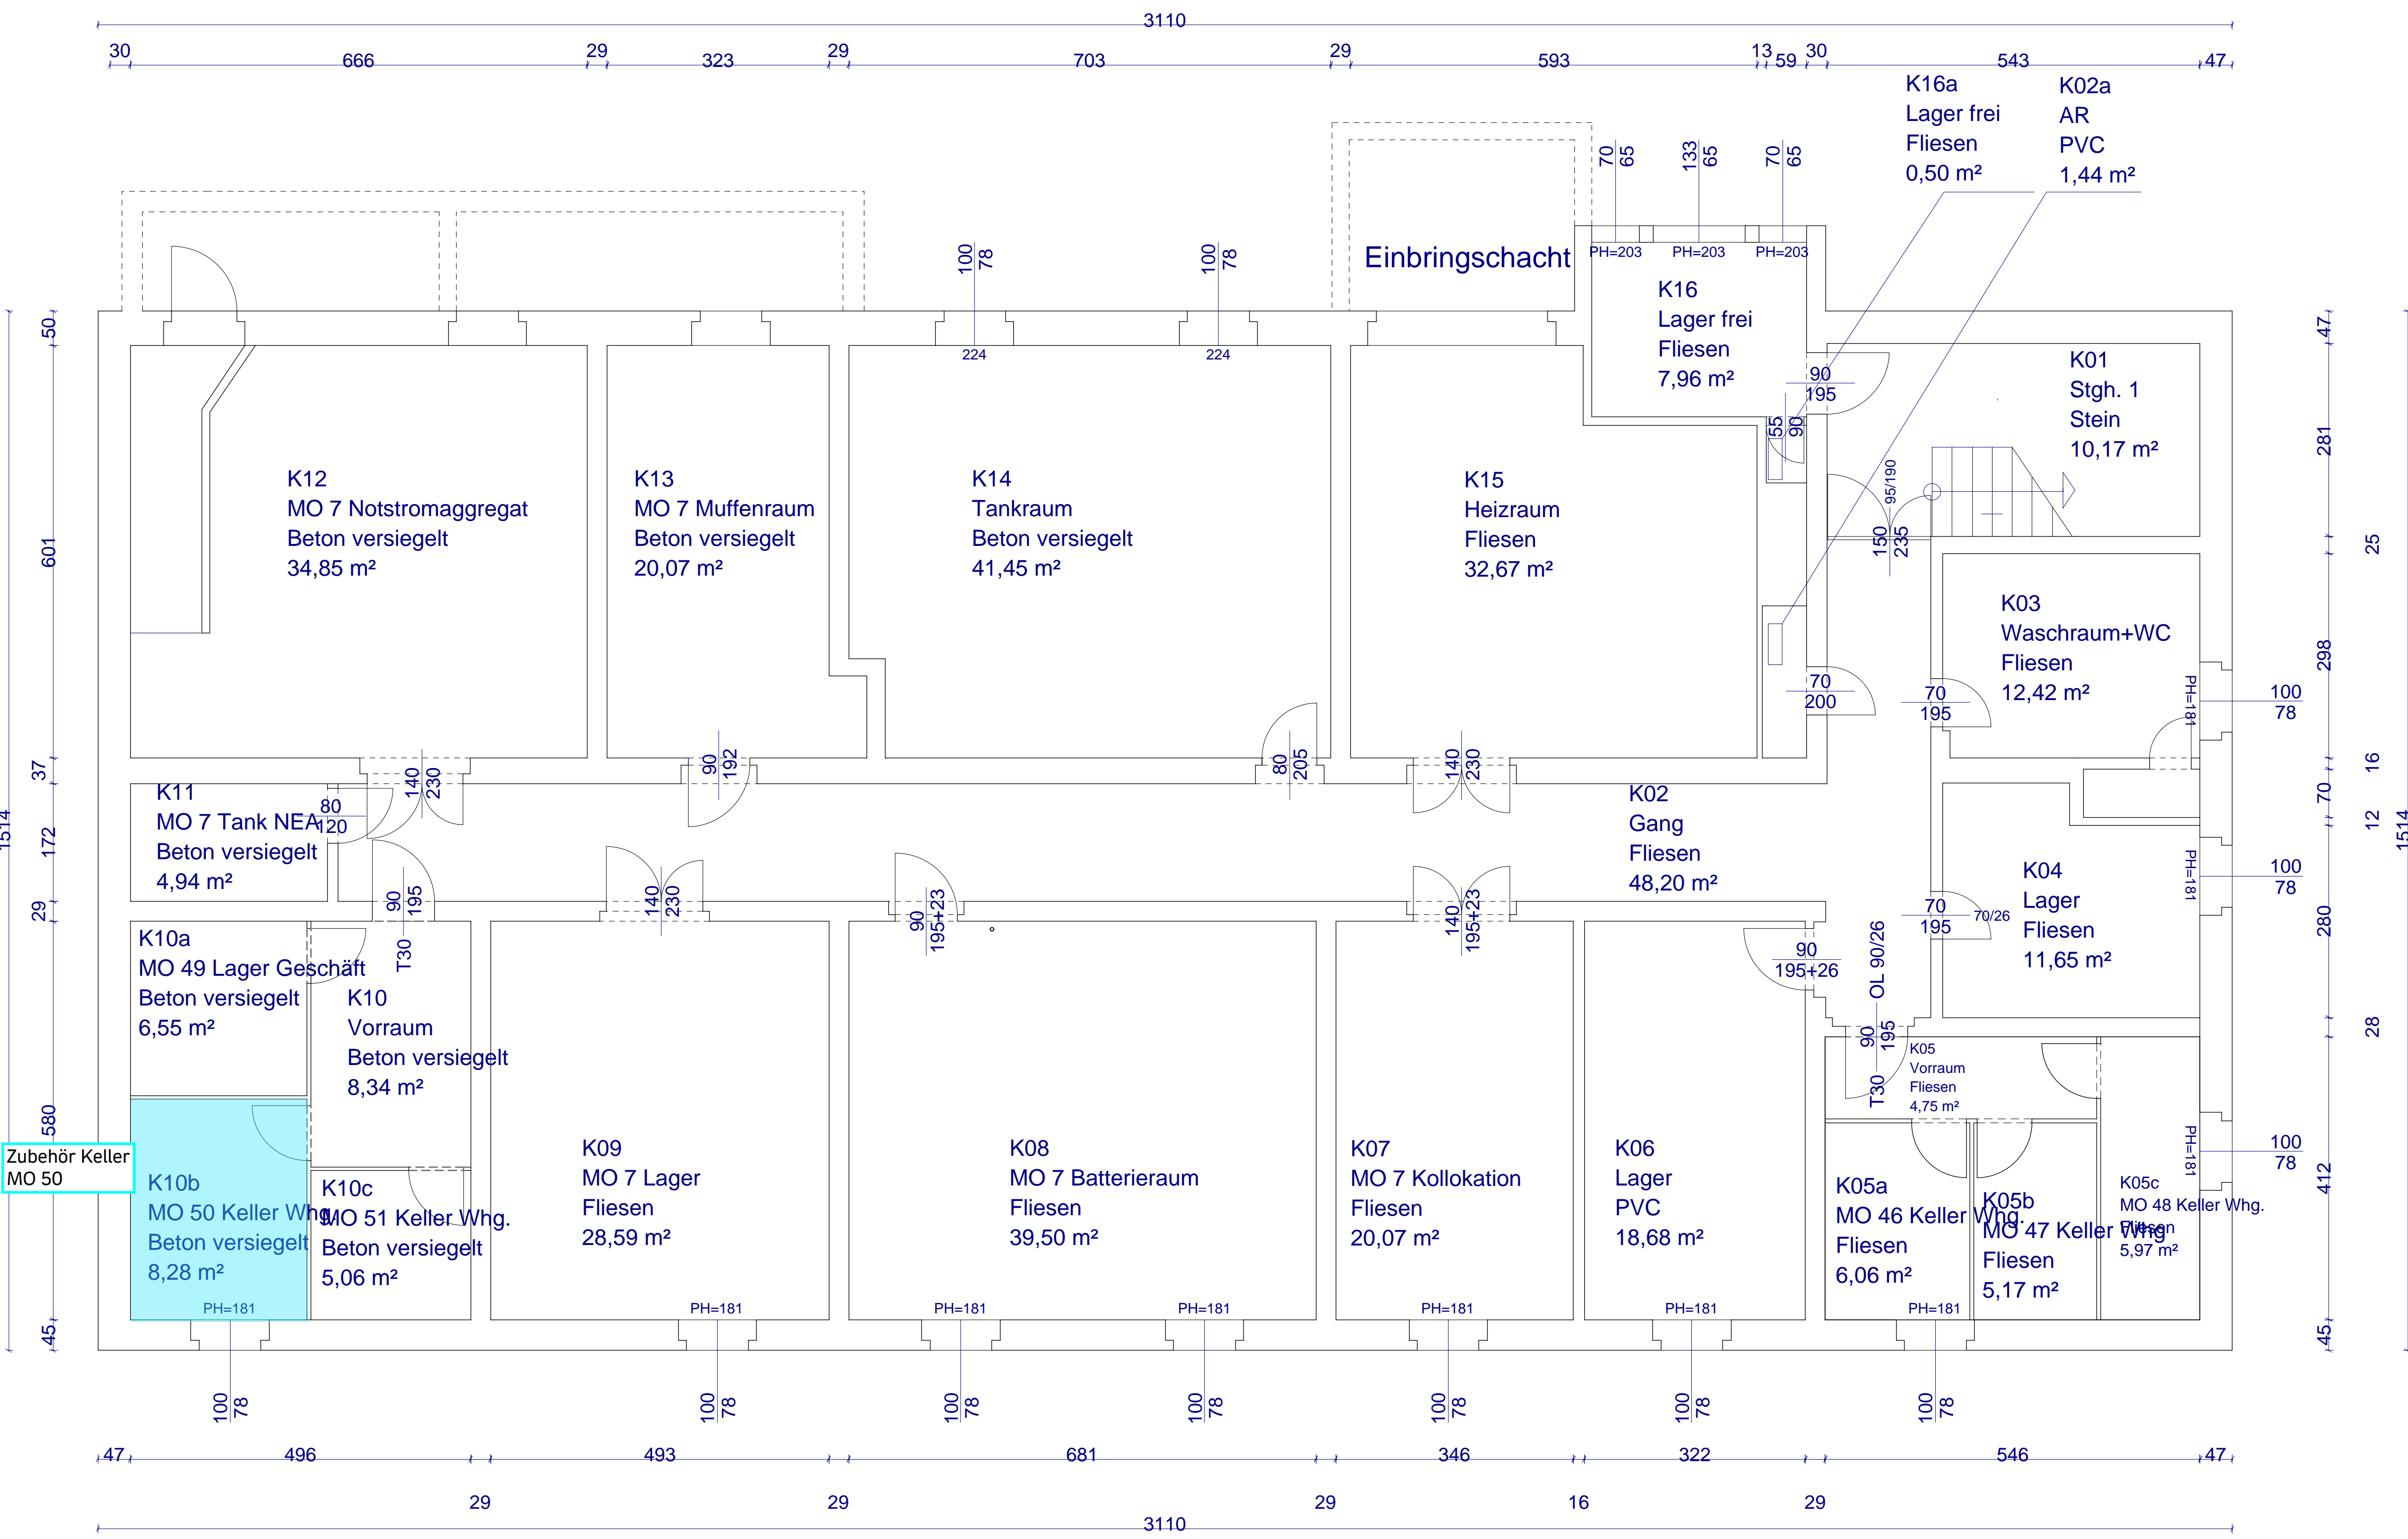 3110
30 666 29 323 29 703 29 593 13 59 30 543 47
K16a
Lager frei
Fliesen
0,50 m²
K02a
AR
PVC
1,44 m²
70
65
133
65
70
65
Einbringschacht
PH=203 PH=203 PH=203
100
78
100
78
224
224
K16
Lager frei
Fliesen
7,96 m²
90
195
55
90
K01
Stgh. 1
Stein
10,17 m²
95/190
150
235
K12
MO 7 Notstromaggregat
Beton versiegelt
34,85 m²
K13
MO 7 Muffenraum
Beton versiegelt
20,07 m²
K14
Tankraum
Beton versiegelt
41,45 m²
K15
Heizraum
Fliesen
32,67 m²
K03
Waschraum+WC
Fliesen
12,42 m²
70
200
70
195
PH=181
100
78
140
230
90
192
80
205
140
230
K11
MO 7 Tank NEA
Beton versiegelt
4,94 m²
80
120
K02
Gang
Fliesen
48,20 m²
90
195
T30
140
230
90
195+23
140
195+23
90
195+26
OL 90/26
70
195
70/26
K04
Lager
Fliesen
11,65 m²
PH=181
100
78
K10a
MO 49 Lager Geschäft
Beton versiegelt
6,55 m²
K10
Vorraum
Beton versiegelt
8,34 m²
90
195
T30
K05
Vorraum
Fliesen
4,75 m²
Zubehör Keller
MO 50
K10b
MO 50 Keller Whg.
Beton versiegelt
8,28 m²
K10c
MO 51 Keller Whg.
Beton versiegelt
5,06 m²
K09
MO 7 Lager
Fliesen
28,59 m²
K08
MO 7 Batterieraum
Fliesen
39,50 m²
K07
MO 7 Kollokation
Fliesen
20,07 m²
K06
Lager
PVC
18,68 m²
K05a
MO 46 Keller Whg.
Fliesen
6,06 m²
K05b
MO 47 Keller Whg.
Fliesen
5,17 m²
K05c
MO 48 Keller Whg.
Fliesen
5,97 m²
PH=181
100
78
PH=181 PH=181 PH=181 PH=181 PH=181 PH=181 PH=181
100
78
100
78
100
78
100
78
100
78
100
78
100
78
50
601
37
172
29
580
45
1514
47
281
25
298
16
70
12
280
28
412
45
1514
47 496 493 681 346 322 546 47
29 29 29 16 29
3110